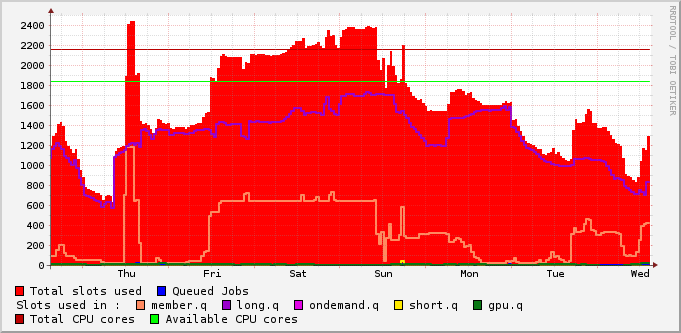 RRDTOOL / TOBI OETIKER
2400
2200
2000
1800
1600
1400
1200
1000
800
600
400
200
0
Thu Fri Sat Sun Mon Tue Wed
Total slots used Queued Jobs
Slots used in : member.q long.q ondemand.q short.q gpu.q
Total CPU cores Available CPU cores